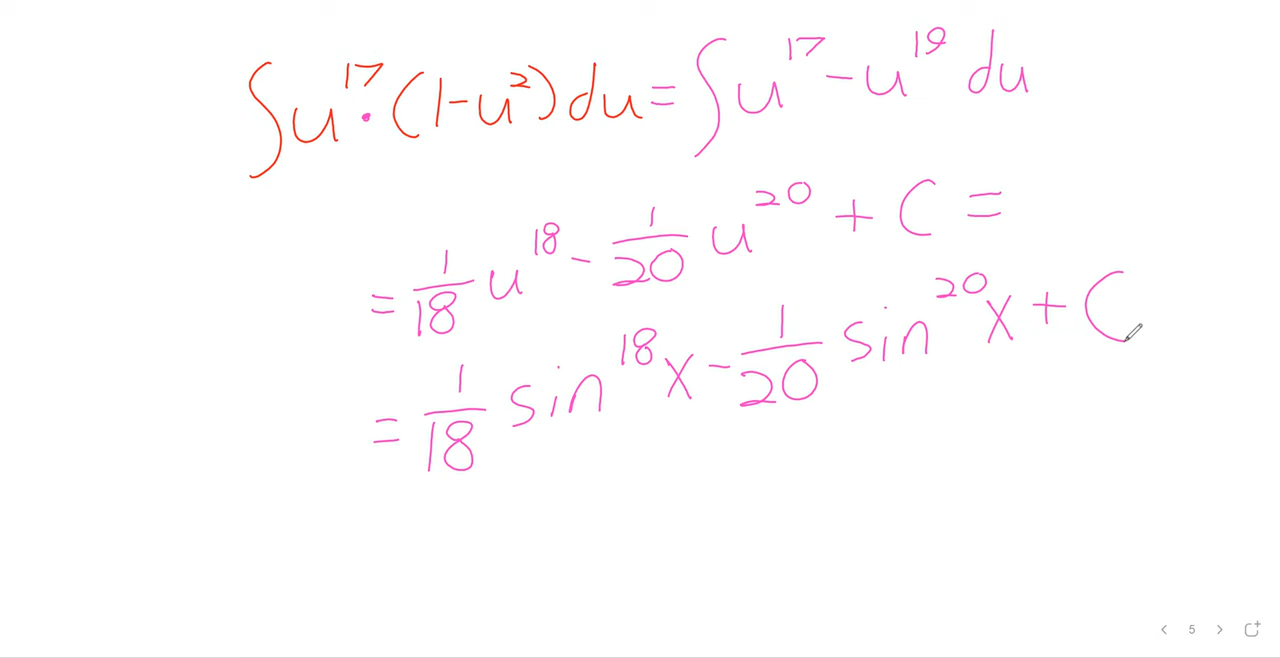 ∫u¹⁷·(1-u²)du = ∫u¹⁷ - u¹⁹ du
= 1/18 u¹⁸ - 1/20 u²⁰ + C =
= 1/18 sin¹⁸x - 1/20 sin²⁰x + C
5